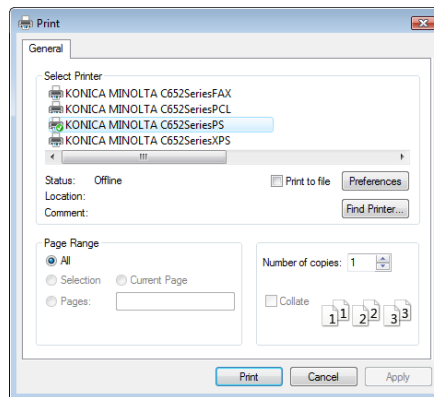 Print
General
Select Printer
KONICA MINOLTA C652SeriesFAX
KONICA MINOLTA C652SeriesPCL
KONICA MINOLTA C652SeriesPS
KONICA MINOLTA C652SeriesXPS
Status: Offline
Print to file Preferences
Location:
Comment:
Find Printer...
Page Range
All
Selection Current Page
Pages:
Number of copies: 1
Collate
1 1 2 2 3 3
Print Cancel Apply